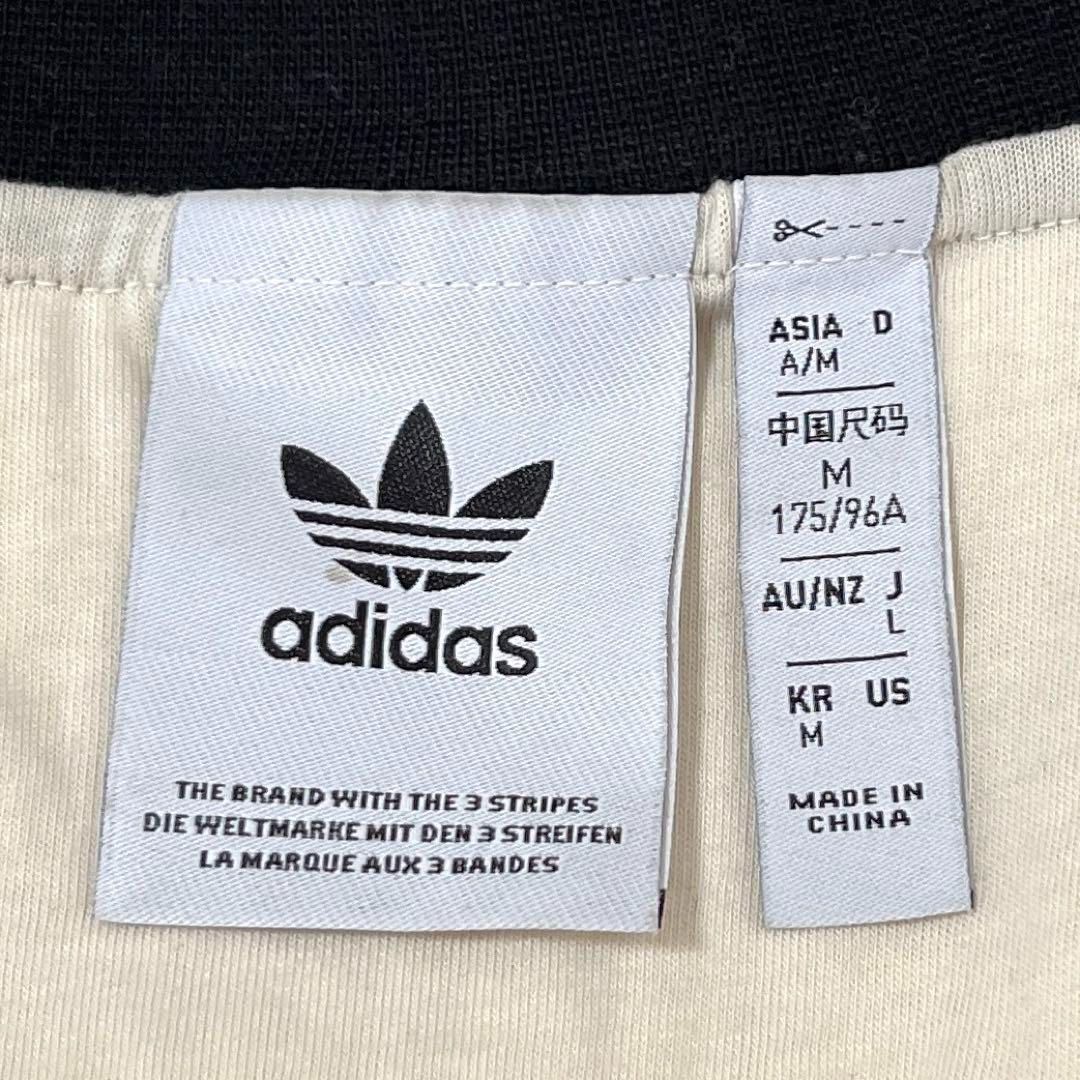 adidas
THE BRAND WITH THE 3 STRIPES
DIE WELTMARKE MIT DEN 3 STREIFEN
LA MARQUE AUX 3 BANDES
ASIA D
A/M
中国尺码
M
175/96A
AU/NZ J
L
KR US
M
MADE IN
CHINA